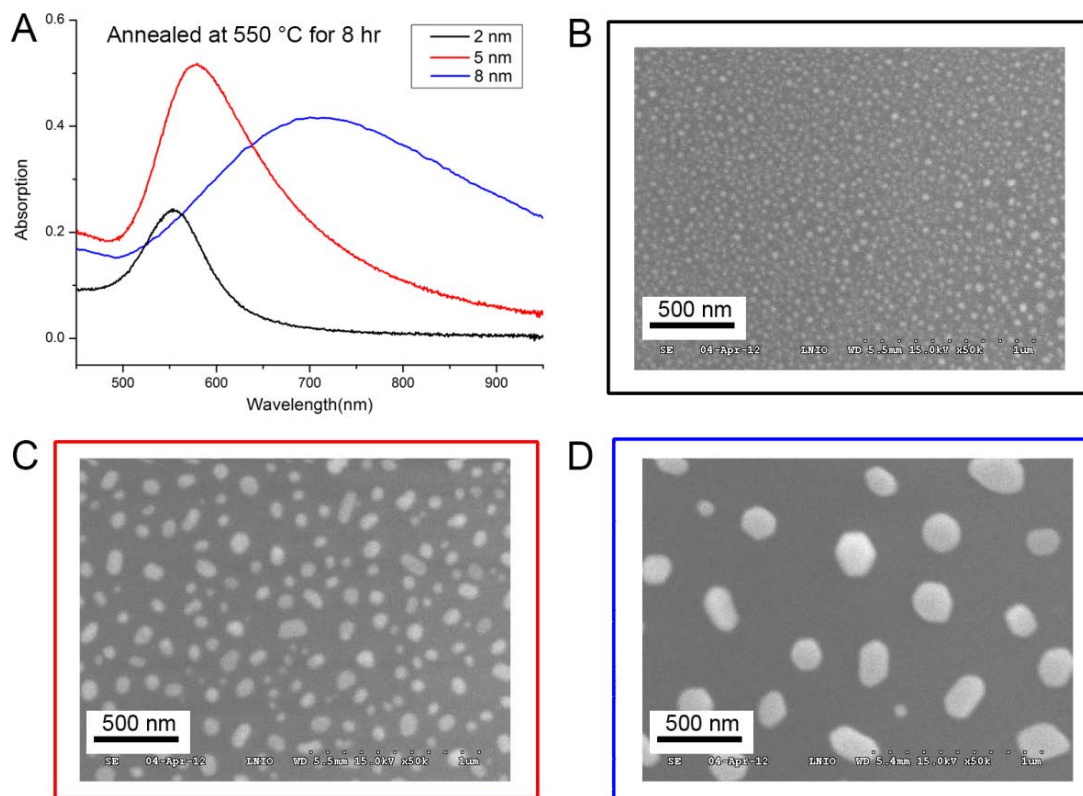 A
Annealed at 550 °C for 8 hr
2 nm
5 nm
8 nm
0.6
0.4
0.2
0.0
Absorption
500 600 700 800 900
Wavelength(nm)
B
500 nm
SE 04-Apr-12 LNIO WD 5.5mm 15.0kV x50k 1um
C
500 nm
SE 04-Apr-12 LNIO WD 5.5mm 15.0kV x50k 1um
D
500 nm
SE 04-Apr-12 LNIO WD 5.4mm 15.0kV x50k 1um